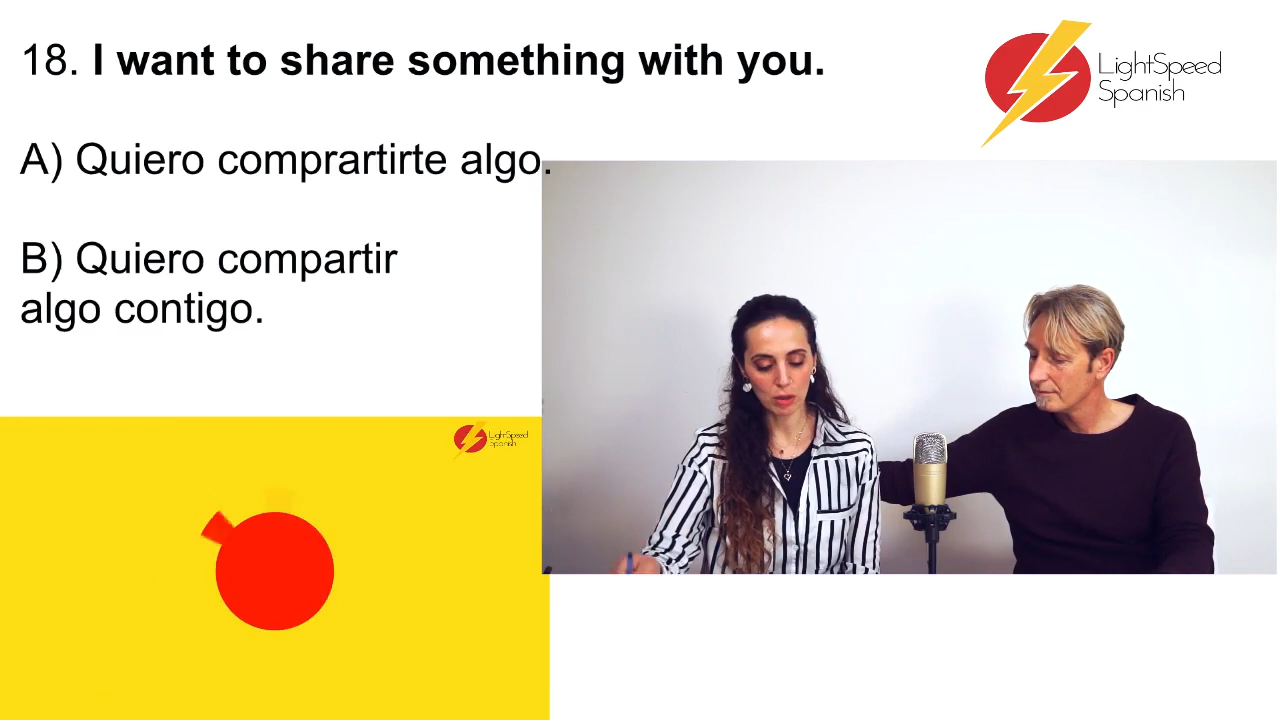 18. I want to share something with you.
LightSpeed
Spanish
A) Quiero comprartirte algo.
B) Quiero compartir
algo contigo.
LightSpeed
Spanish